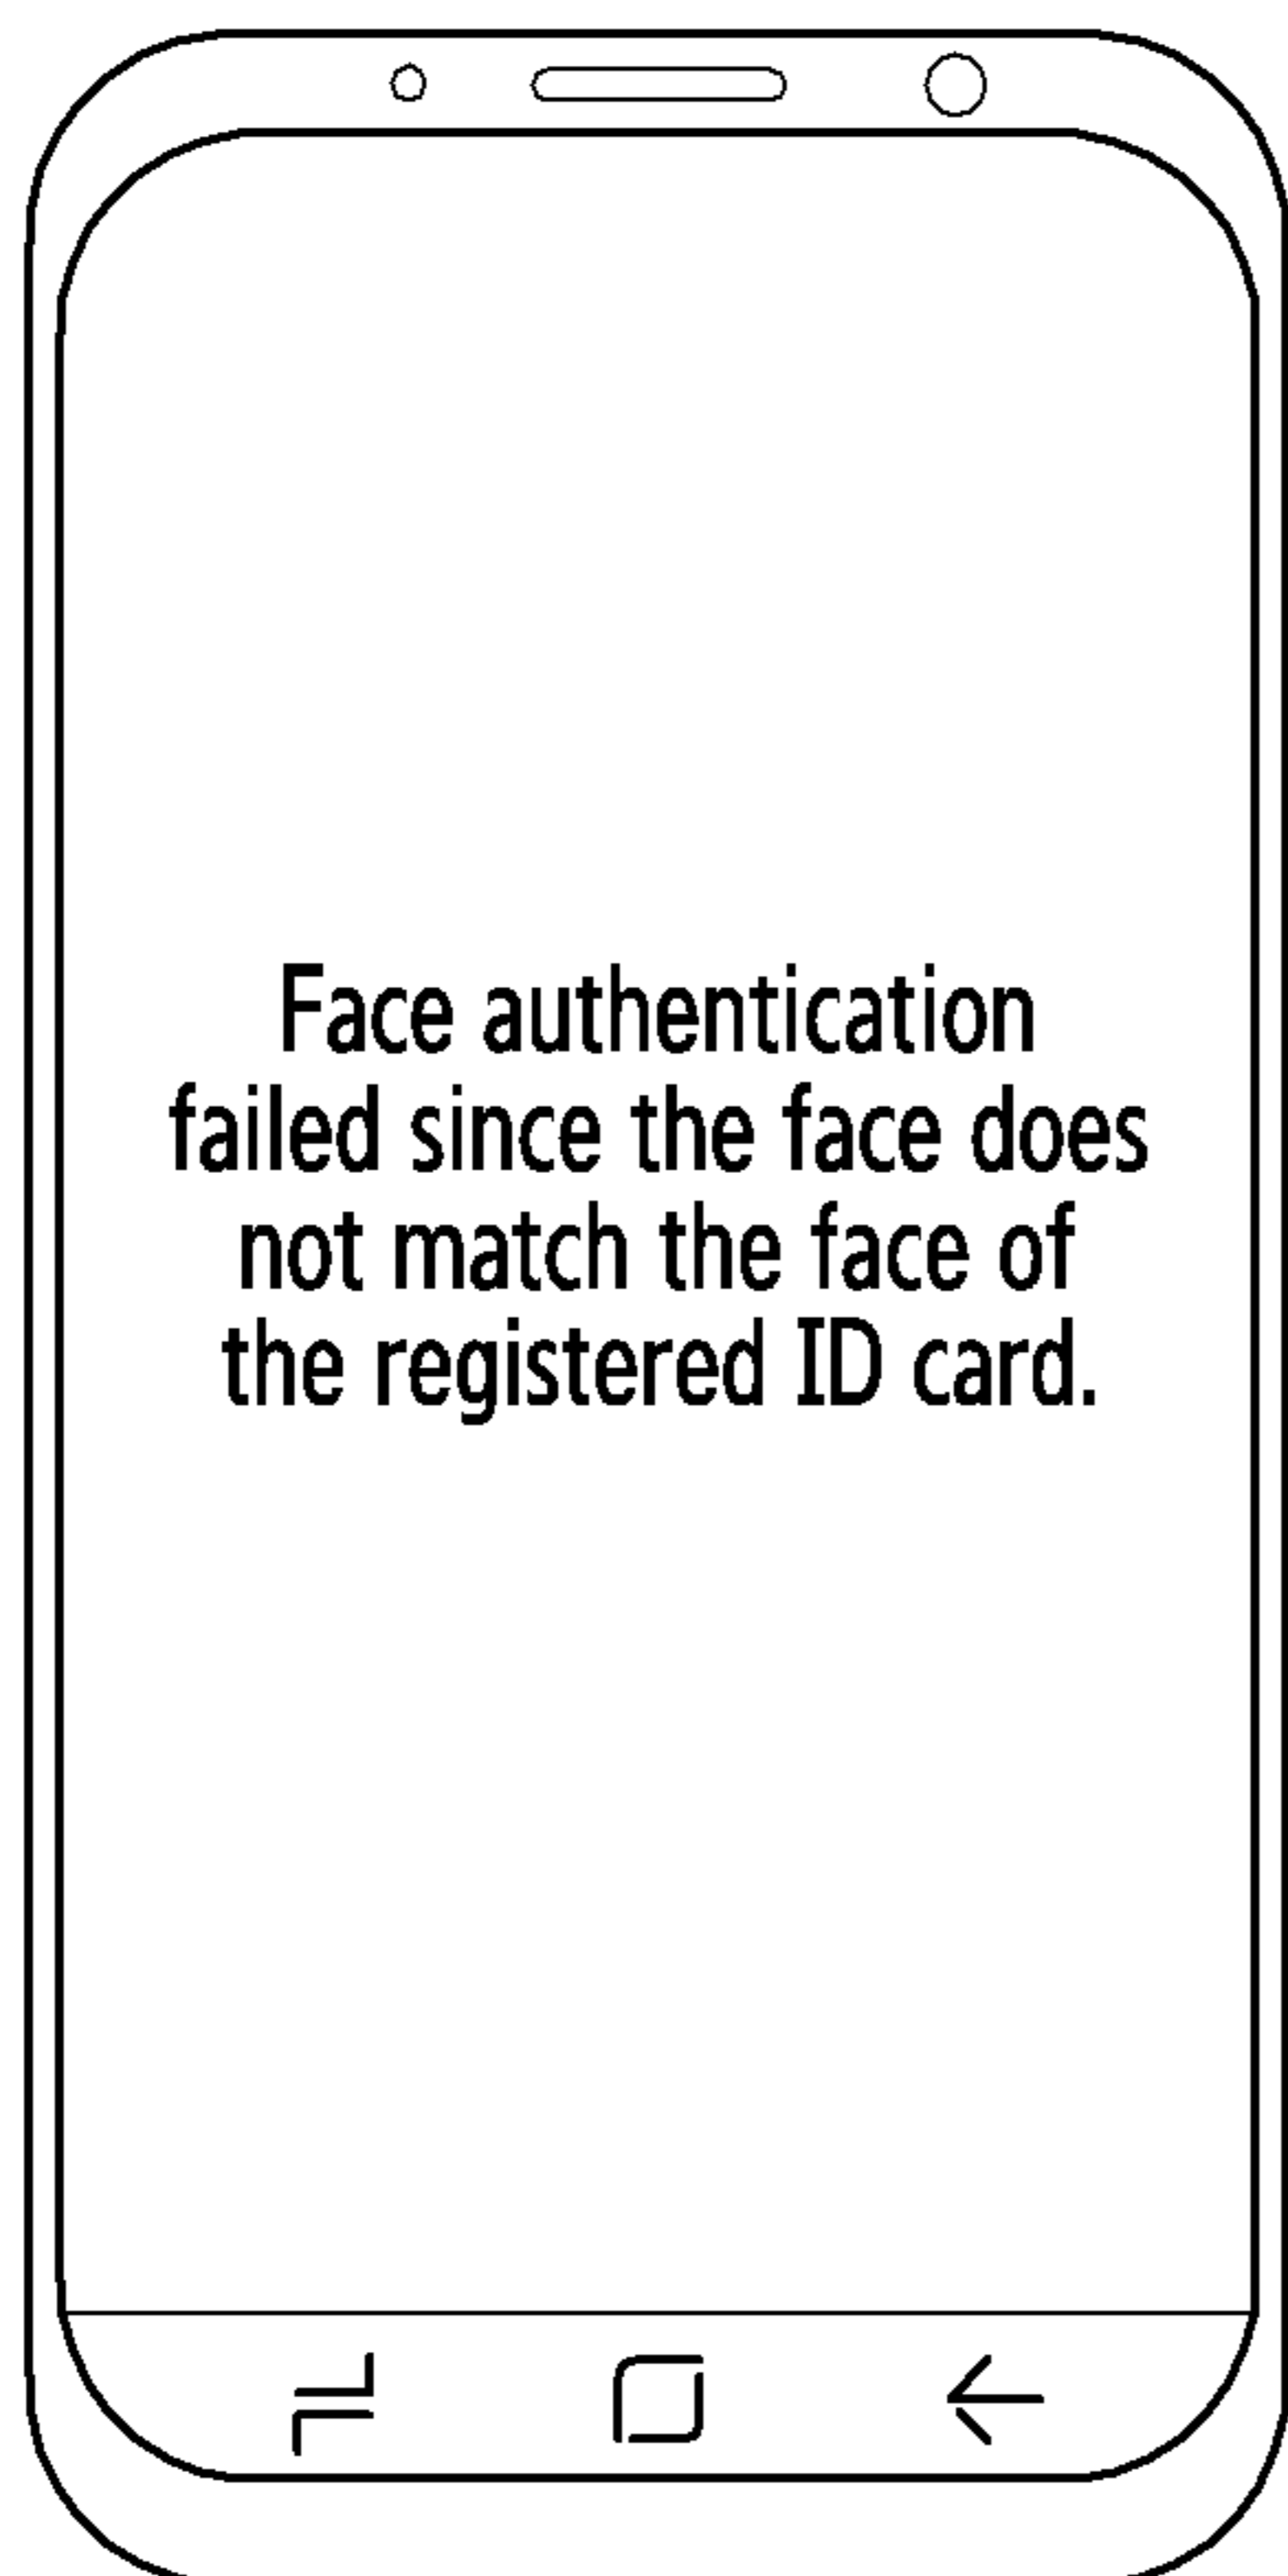 Face authentication
failed since the face does
not match the face of
the registered ID card.